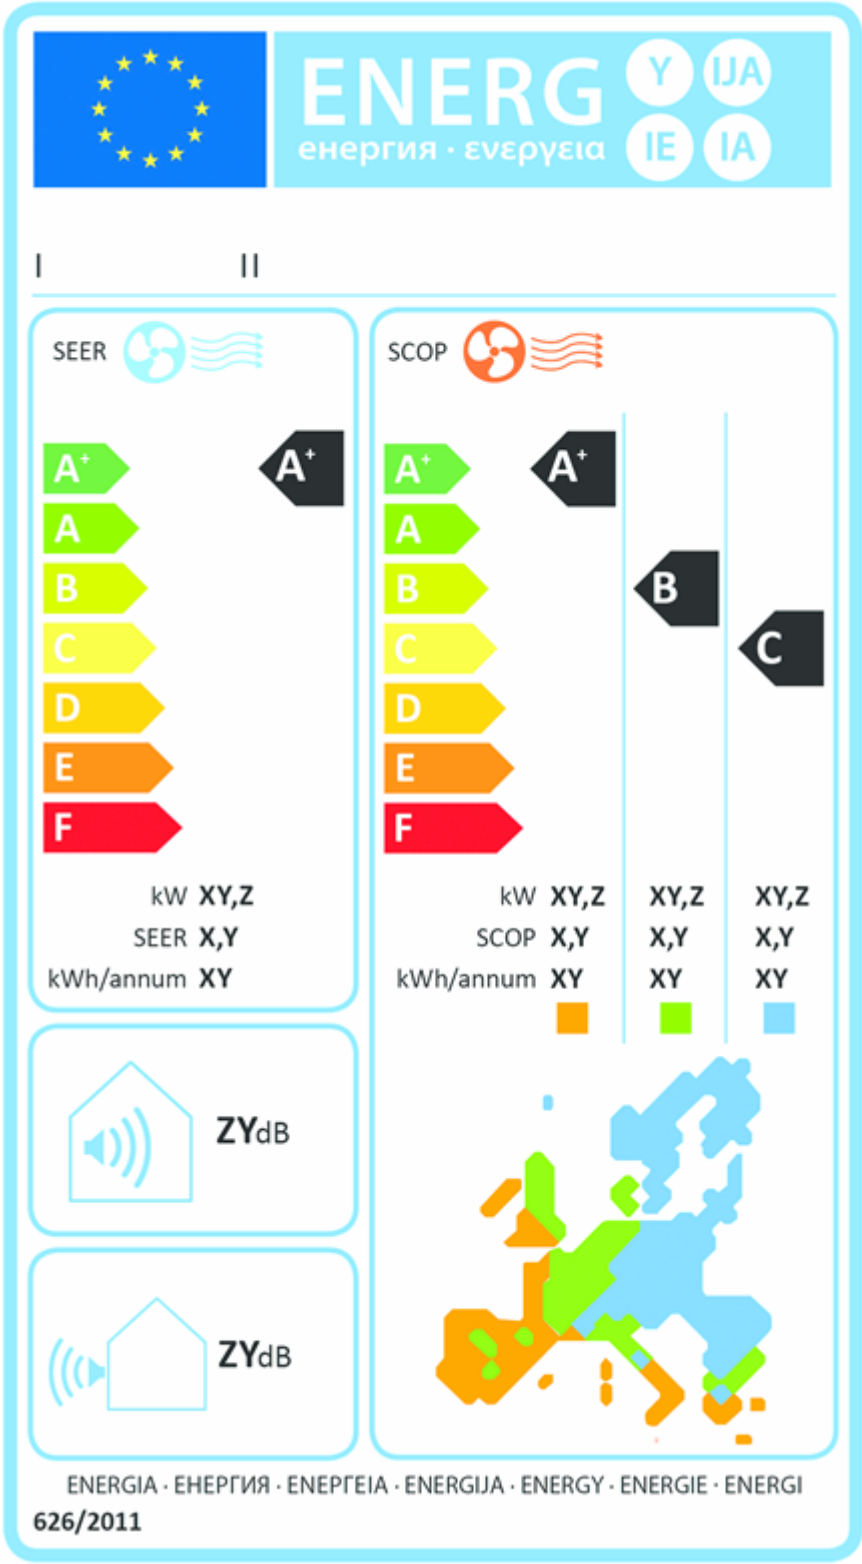 ENERG
енергия · ενεργεια
Y IJA
IE IA
I II
SEER
A+ A+
A
B
C
D
E
F
kW XY,Z
SEER X,Y
kWh/annum XY
SCOP
A+ A+
A
B B
C C
D
E
F
kW XY,Z XY,Z XY,Z
SCOP X,Y X,Y X,Y
kWh/annum XY XY XY
ZYdB
ZYdB
ENERGIA · ЕНЕРГИЯ · ΕΝΕΡΓΕΙΑ · ENERGIJA · ENERGY · ENERGIE · ENERGI
626/2011